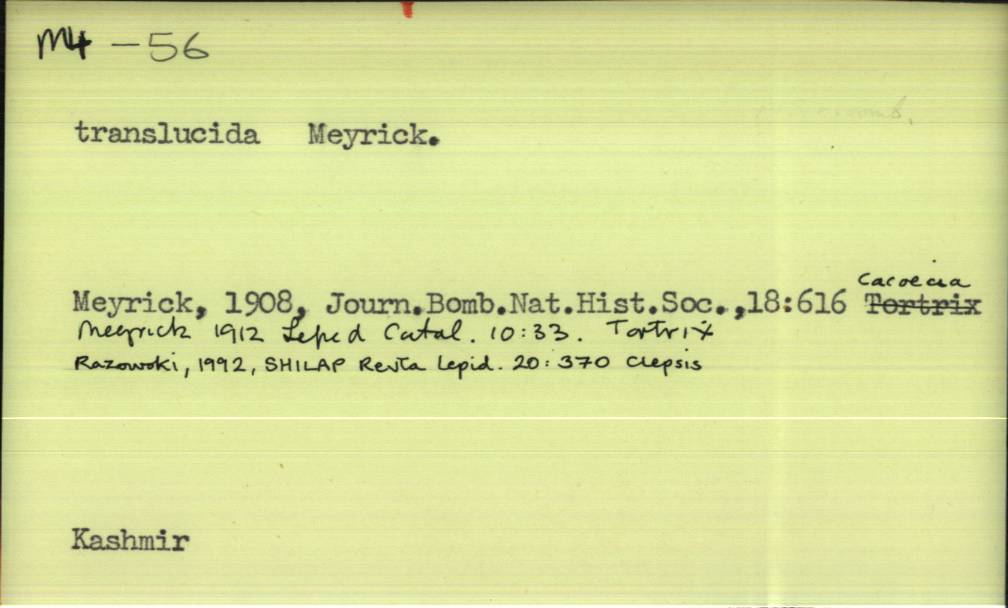 M4 - 56
translucida Meyrick.
Cacoecia
Meyrick, 1908, Journ.Bomb.Nat.Hist.Soc.,18:616 Tortrix
Meyrick 1912 Lepid Catal. 10:33. Tortrix
Razowski, 1992, SHILAP Revta Lepid. 20:370 Clepsis
Kashmir